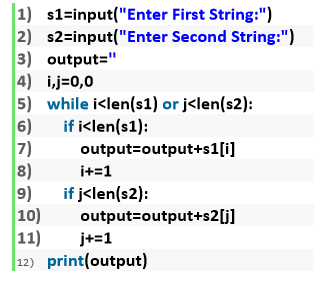 1) s1=input("Enter First String:")
2) s2=input("Enter Second String:")
3) output=''
4) i,j=0,0
5) while i<len(s1) or j<len(s2):
6) if i<len(s1):
7) output=output+s1[i]
8) i+=1
9) if j<len(s2):
10) output=output+s2[j]
11) j+=1
12) print(output)